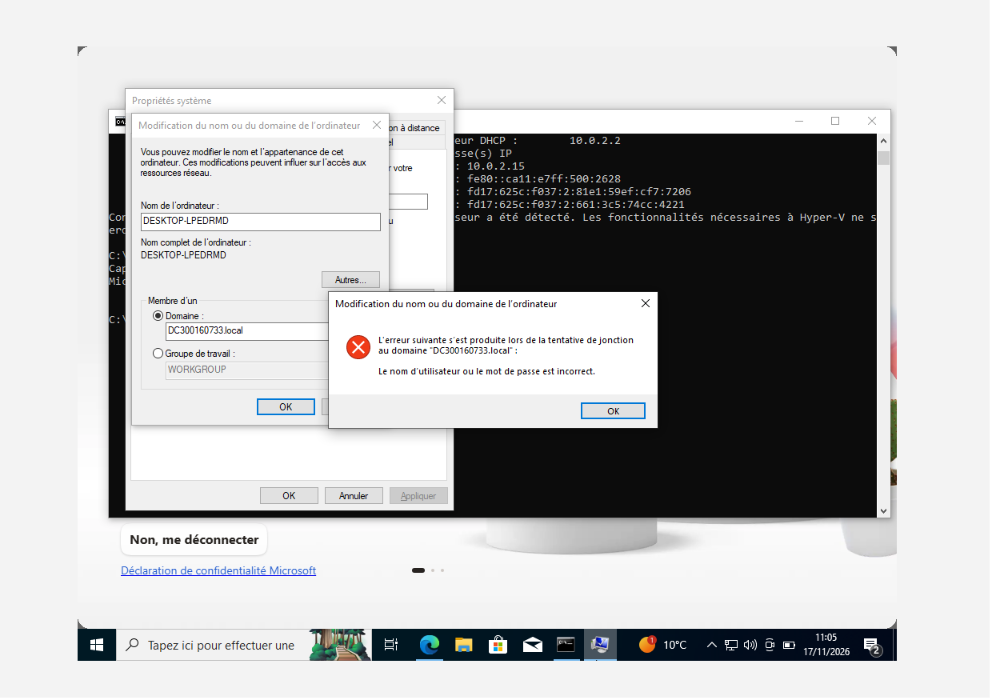 Propriétés système
Modification du nom ou du domaine de l'ordinateur
on à distance
Vous pouvez modifier le nom et l'appartenance de cet
ordinateur. Ces modifications peuvent influer sur l'accès aux
ressources réseau.
r votre
Nom de l'ordinateur :
DESKTOP-LPEDRMD
Nom complet de l'ordinateur :
DESKTOP-LPEDRMD
Autres...
Membre d'un
Domaine :
DC300160733.local
Groupe de travail :
WORKGROUP
OK
OK
Annuler
Appliquer
eur DHCP : 10.0.2.2
sse(s) IP
: 10.0.2.15
: fe80::ca11:e7ff:500:2628
: fd17:625c:f037:2:81e1:59ef:cf7:7206
: fd17:625c:f037:2:661:3c5:74cc:4221
seur a été détecté. Les fonctionnalités nécessaires à Hyper-V ne s
Cor
erc
C:\
Cap
Mic
C:\
Modification du nom ou du domaine de l'ordinateur
L'erreur suivante s'est produite lors de la tentative de jonction
au domaine "DC300160733.local" :
Le nom d'utilisateur ou le mot de passe est incorrect.
OK
Non, me déconnecter
Déclaration de confidentialité Microsoft
Tapez ici pour effectuer une
1
10°C
11:05
17/11/2026
2